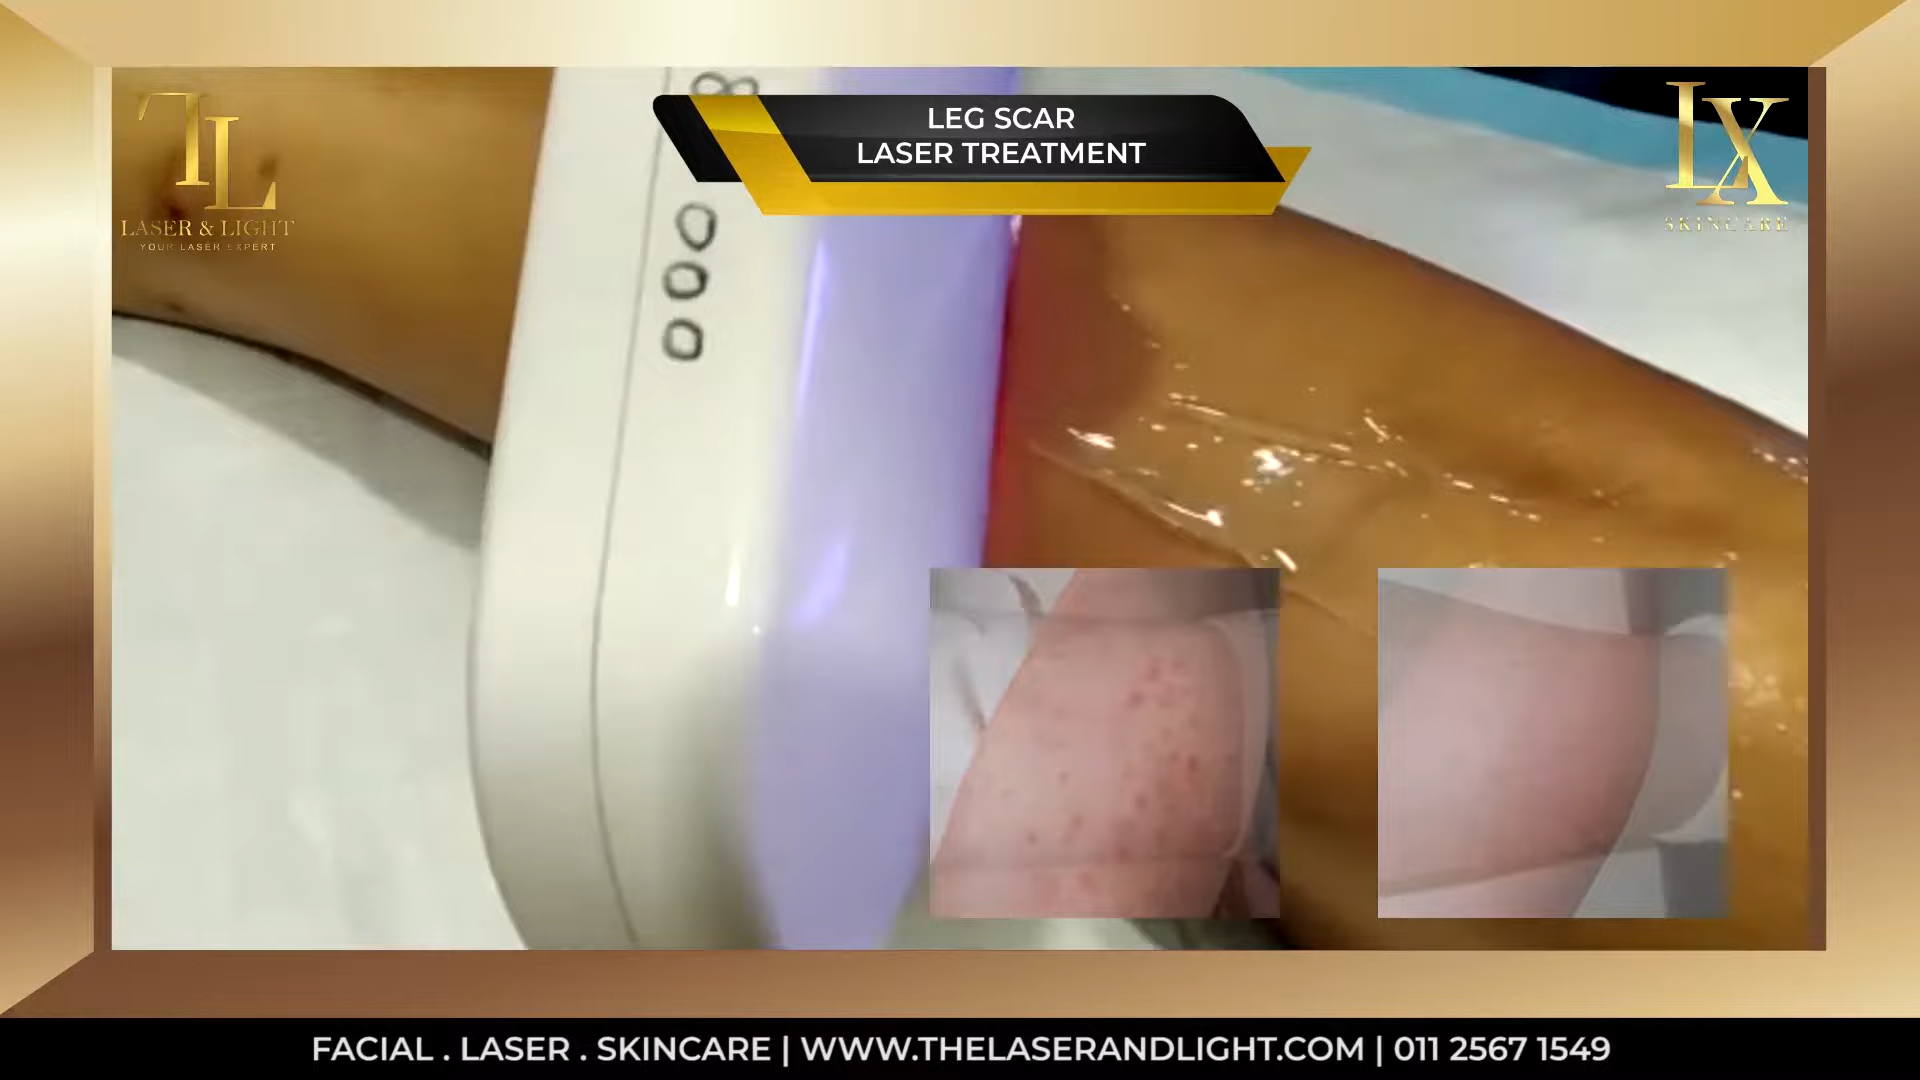 LEG SCAR
LASER TREATMENT
TL
LASER & LIGHT
YOUR LASER EXPERT
LX
SKINCARE
FACIAL . LASER . SKINCARE | WWW.THELASERANDLIGHT.COM | 011 2567 1549